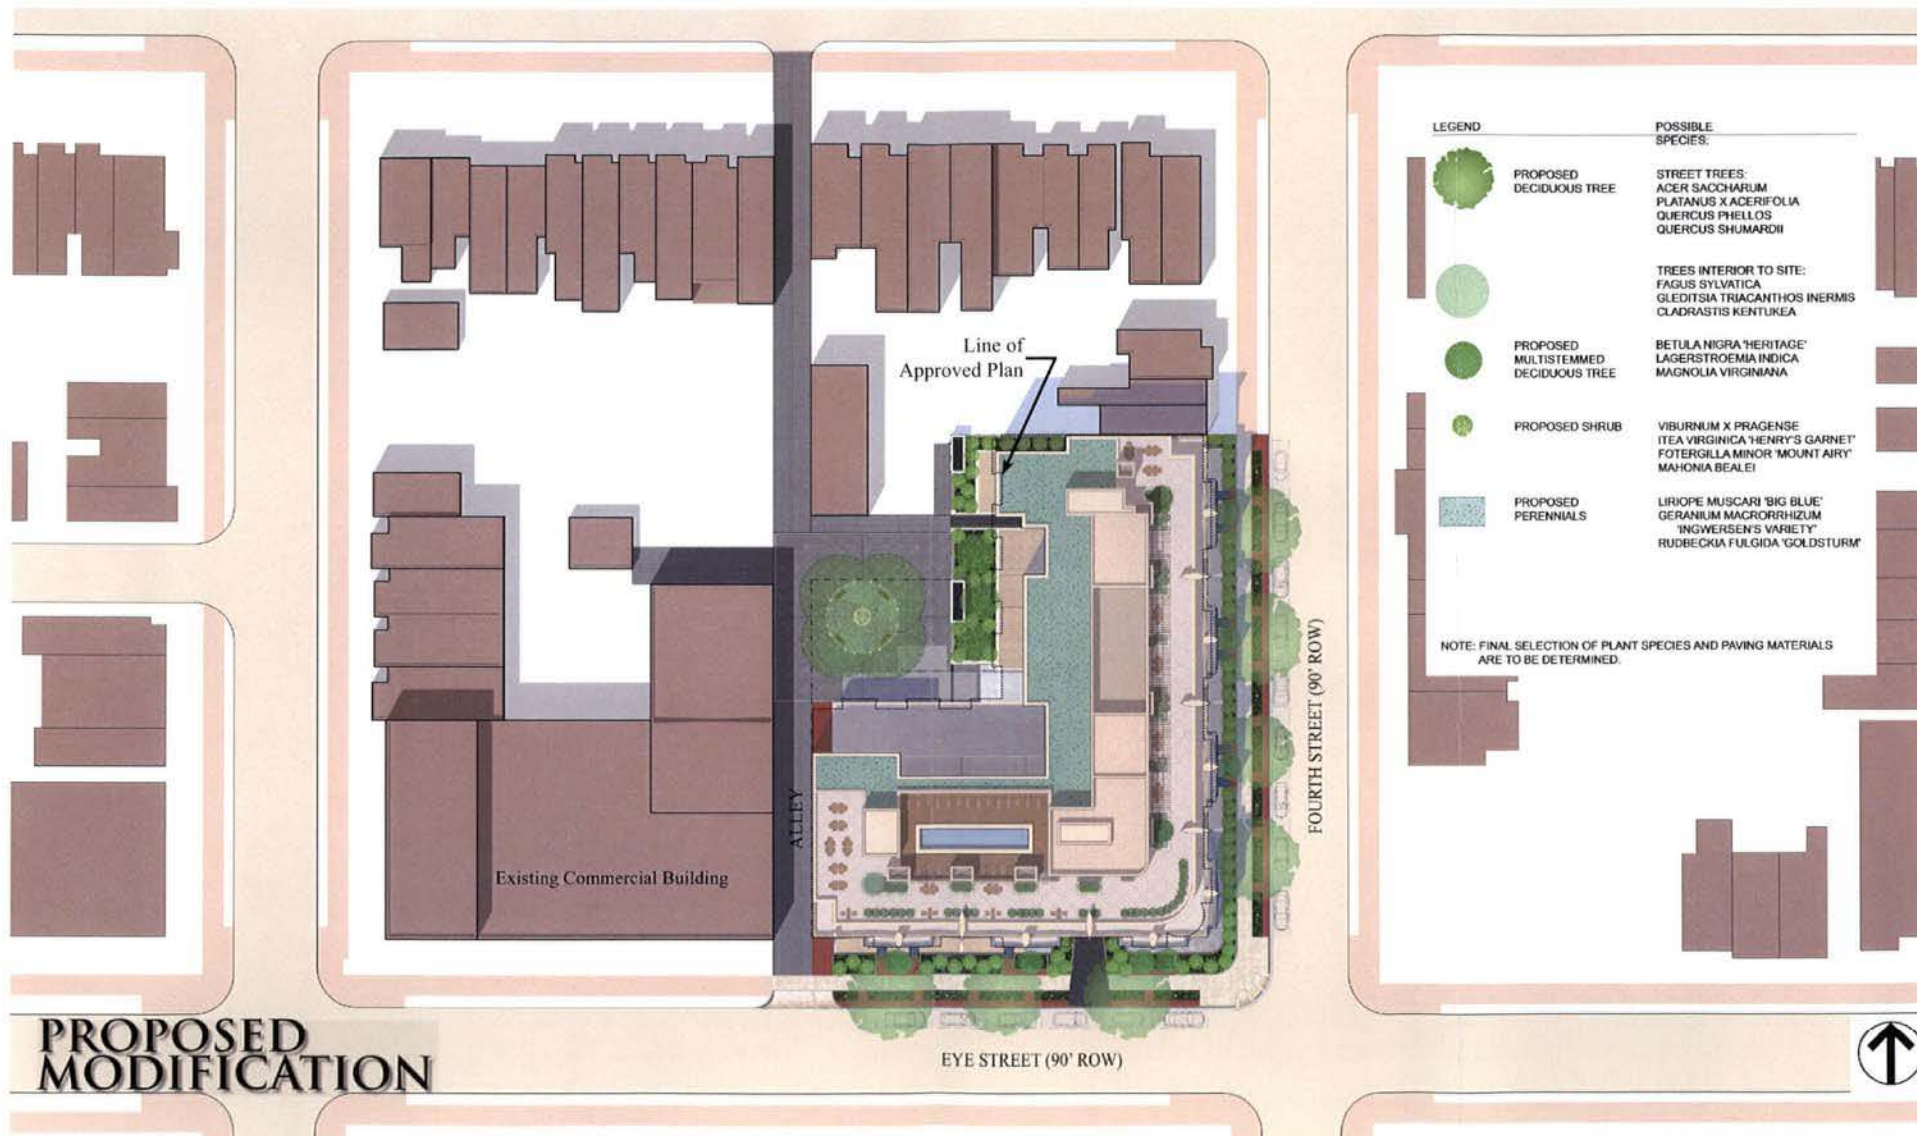 LEGEND
POSSIBLE
SPECIES:
PROPOSED
DECIDUOUS TREE
STREET TREES:
ACER SACCHARUM
PLATANUS X ACERIFOLIA
QUERCUS PHELLOS
QUERCUS SHUMARDII
TREES INTERIOR TO SITE:
FAGUS SYLVATICA
GLEDITSIA TRIACANTHOS INERMIS
CLADRASTIS KENTUKEA
PROPOSED
MULTISTEMMED
DECIDUOUS TREE
BETULA NIGRA 'HERITAGE'
LAGERSTROEMIA INDICA
MAGNOLIA VIRGINIANA
PROPOSED SHRUB
VIBURNUM X PRAGENSE
ITEA VIRGINICA 'HENRY'S GARNET'
FOTERGILLA MINOR 'MOUNT AIRY'
MAHONIA BEALEI
PROPOSED
PERENNIALS
LIRIOPE MUSCARI 'BIG BLUE'
GERANIUM MACRORRHIZUM
'INGWERSEN'S VARIETY'
RUDBECKIA FULGIDA 'GOLDSTURM'
NOTE: FINAL SELECTION OF PLANT SPECIES AND PAVING MATERIALS
ARE TO BE DETERMINED.
Line of
Approved Plan
FOURTH STREET (90' ROW)
ALLEY
Existing Commercial Building
EYE STREET (90' ROW)
PROPOSED
MODIFICATION